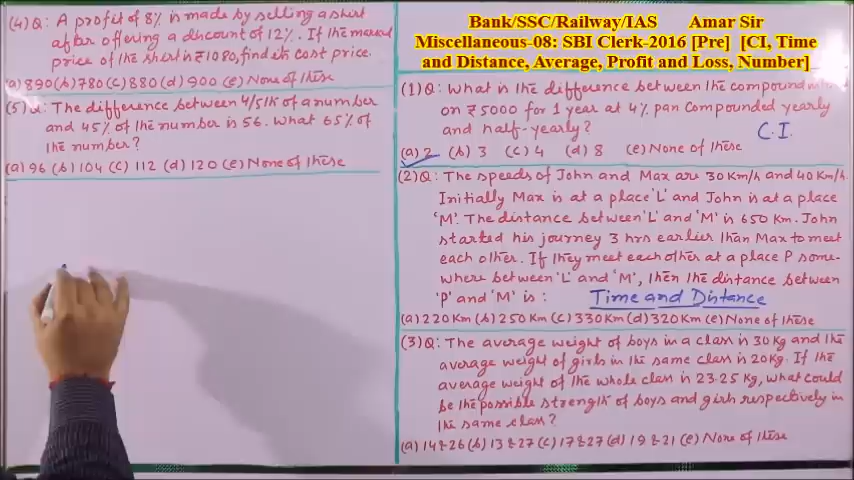 Bank/SSC/Railway/IAS Amar Sir
Miscellaneous-08: SBI Clerk-2016 [Pre] [CI, Time
and Distance, Average, Profit and Loss, Number]
(4) Q: A profit of 8% is made by selling a shirt
after offering a discount of 12%. If the marked
price of the shirt is ₹1080, find its cost price.
(a) 890 (b) 780 (c) 880 (d) 900 (e) None of these
(5) Q: The difference between 4/5th of a number
and 45% of the number is 56. What 65% of
the number?
(a) 96 (b) 104 (c) 112 (d) 120 (e) None of these
(1) Q: What is the difference between the compound
on ₹5000 for 1 year at 4% pan Compounded yearly
and half-yearly?
C.I.
(a) 2 (b) 3 (c) 4 (d) 8 (e) None of these
(2) Q: The speeds of John and Max are 30 Km/h and 40 Km/h.
Initially Max is at a place 'L' and John is at a place
'M'. The distance between 'L' and 'M' is 650 Km. John
started his journey 3 hrs earlier than Max to meet
each other. If they meet each other at a place P some-
where between 'L' and 'M', then the distance between
'P' and 'M' is : Time and Distance
(a) 220 Km (b) 250 Km (c) 330 Km (d) 320 Km (e) None of these
(3) Q: The average weight of boys in a class is 30 Kg and the
average weight of girls in the same class is 20 Kg. If the
average weight of the whole class is 23.25 Kg, what could
be the possible strength of boys and girls respectively in
the same class?
(a) 14 & 26 (b) 13 & 27 (c) 17 & 27 (d) 19 & 21 (e) None of these